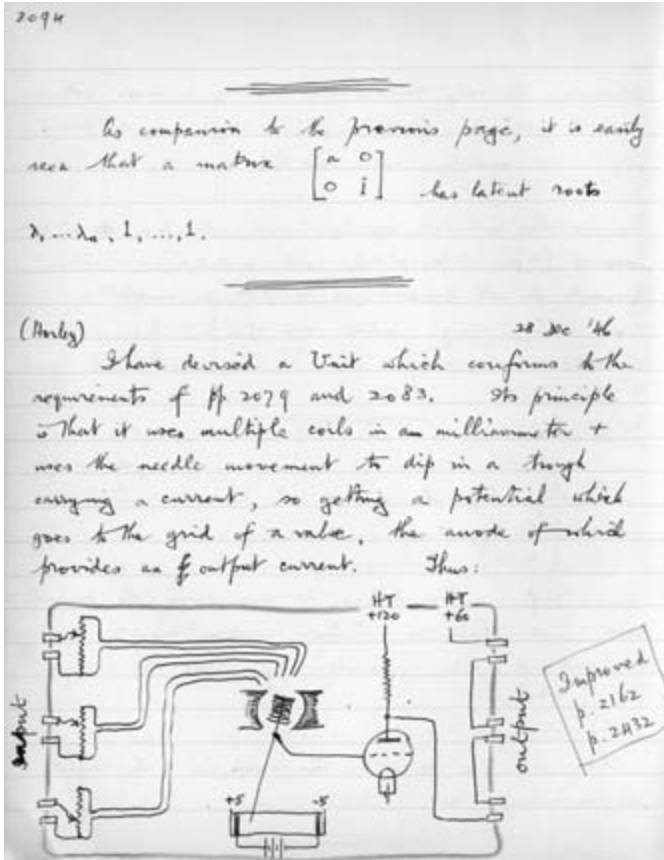 2094
As companion to the previous page, it is easily
seen that a matrix [a 0
0 1] has latent roots
λ, ... λₙ, 1, ..., 1.
(Horley) 28 Dec '46
I have devised a Unit which conforms to the
requirements of pp 2079 and 2083. Its principle
is that it uses multiple coils in a milliammeter +
uses the needle movement to dip in a trough
carrying a current, so getting a potential which
goes to the grid of a valve, the anode of which
provides an output current. Thus:
HT HT
+120 +60
input
output
+5 -5
Improved
p. 2162
p. 2432